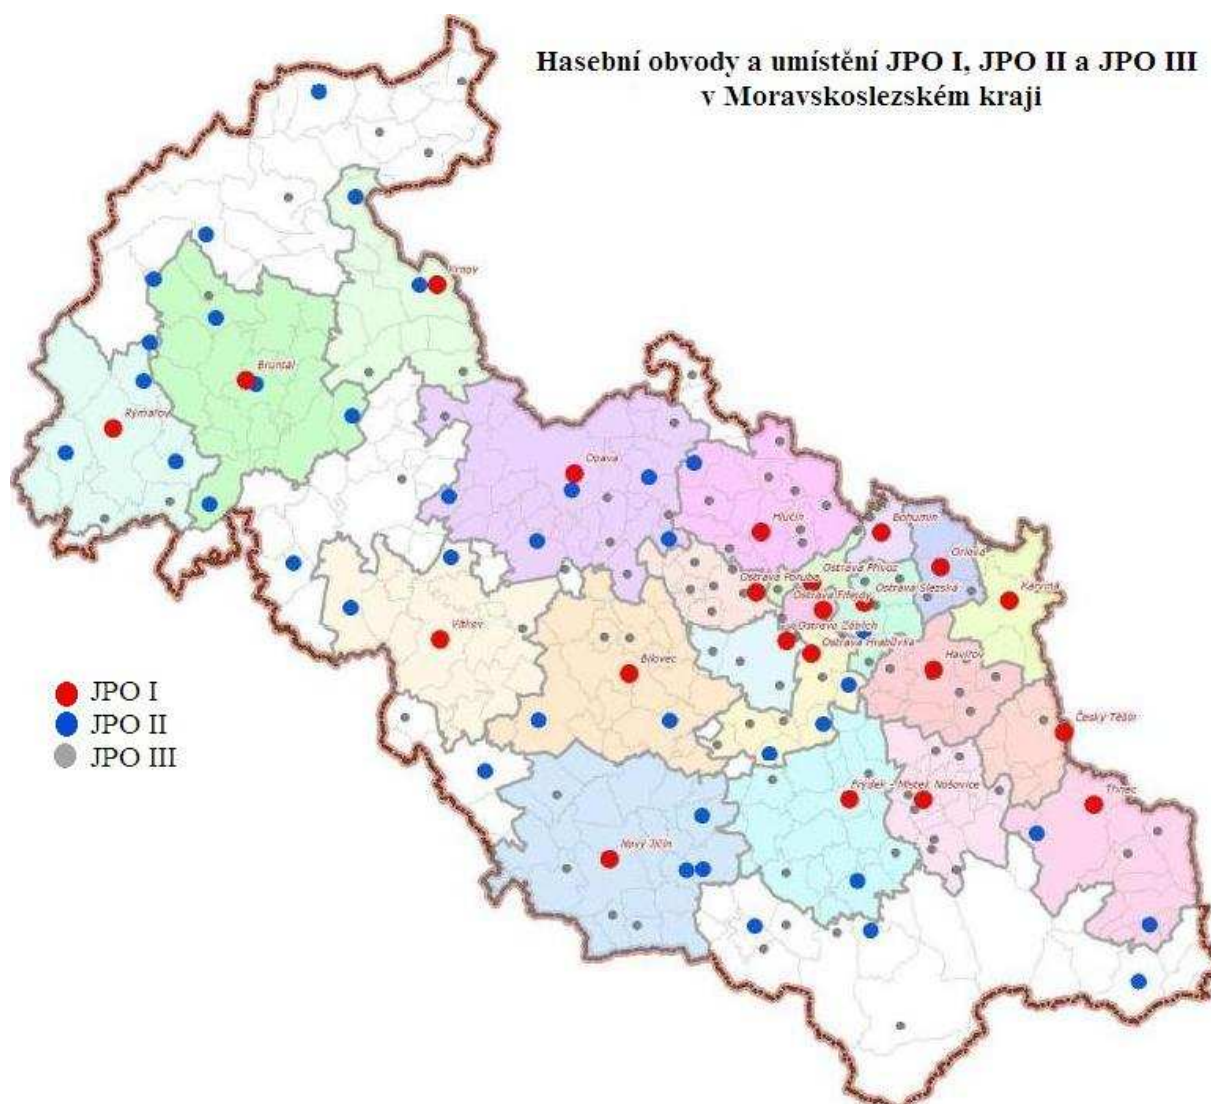 Hasební obvody a umístění JPO I, JPO II a JPO III
v Moravskoslezském kraji
Krnov
Bruntál
Rýmařov
Opava
Hlučín
Bohumín
Orlová
Karviná
Ostrava Přívoz
Ostrava Poruba
Ostrava Slezská
Ostrava Fifejdy
Ostrava Zábřeh
Ostrava Hrabůvka
Vítkov
Bílovec
Havířov
JPO I
JPO II
JPO III
Český Těšín
Frýdek - Místek
Nošovice
Třinec
Nový Jičín